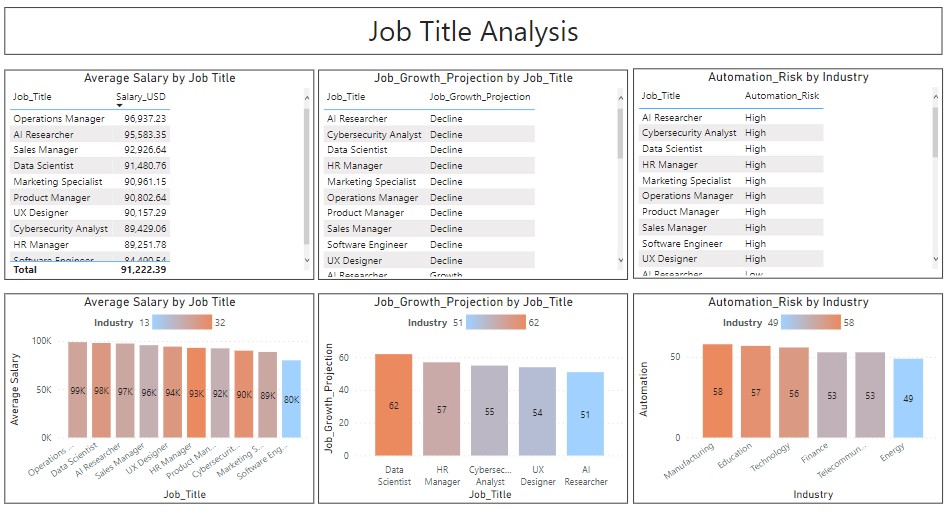 Job Title Analysis
Average Salary by Job Title
Job_Title Salary_USD
Operations Manager 96,937.23
AI Researcher 95,583.35
Sales Manager 92,926.64
Data Scientist 91,480.76
Marketing Specialist 90,961.15
Product Manager 90,802.64
UX Designer 90,157.29
Cybersecurity Analyst 89,429.06
HR Manager 89,251.78
Software Engineer 84,490.54
Total 91,222.39
Job_Growth_Projection by Job_Title
Job_Title Job_Growth_Projection
AI Researcher Decline
Cybersecurity Analyst Decline
Data Scientist Decline
HR Manager Decline
Marketing Specialist Decline
Operations Manager Decline
Product Manager Decline
Sales Manager Decline
Software Engineer Decline
UX Designer Decline
AI Researcher Growth
Automation_Risk by Industry
Job_Title Automation_Risk
AI Researcher High
Cybersecurity Analyst High
Data Scientist High
HR Manager High
Marketing Specialist High
Operations Manager High
Product Manager High
Sales Manager High
Software Engineer High
UX Designer High
AI Researcher Low
Average Salary by Job Title
Industry 13 32
Average Salary
100K
50K
0K
99K 98K 97K 96K 94K 93K 92K 90K 89K 80K
Operations ... Data Scientist AI Researcher Sales Manager UX Designer HR Manager Product Man... Cybersecurit... Marketing S... Software Eng...
Job_Title
Job_Growth_Projection by Job_Title
Industry 51 62
Job_Growth_Projection
60
40
20
0
62 57 55 54 51
Data HR Cybersec... UX AI
Scientist Manager Analyst Designer Researcher
Job_Title
Automation_Risk by Industry
Industry 49 58
Automation
50
0
58 57 56 53 53 49
Manufacturing Education Technology Finance Telecommun... Energy
Industry